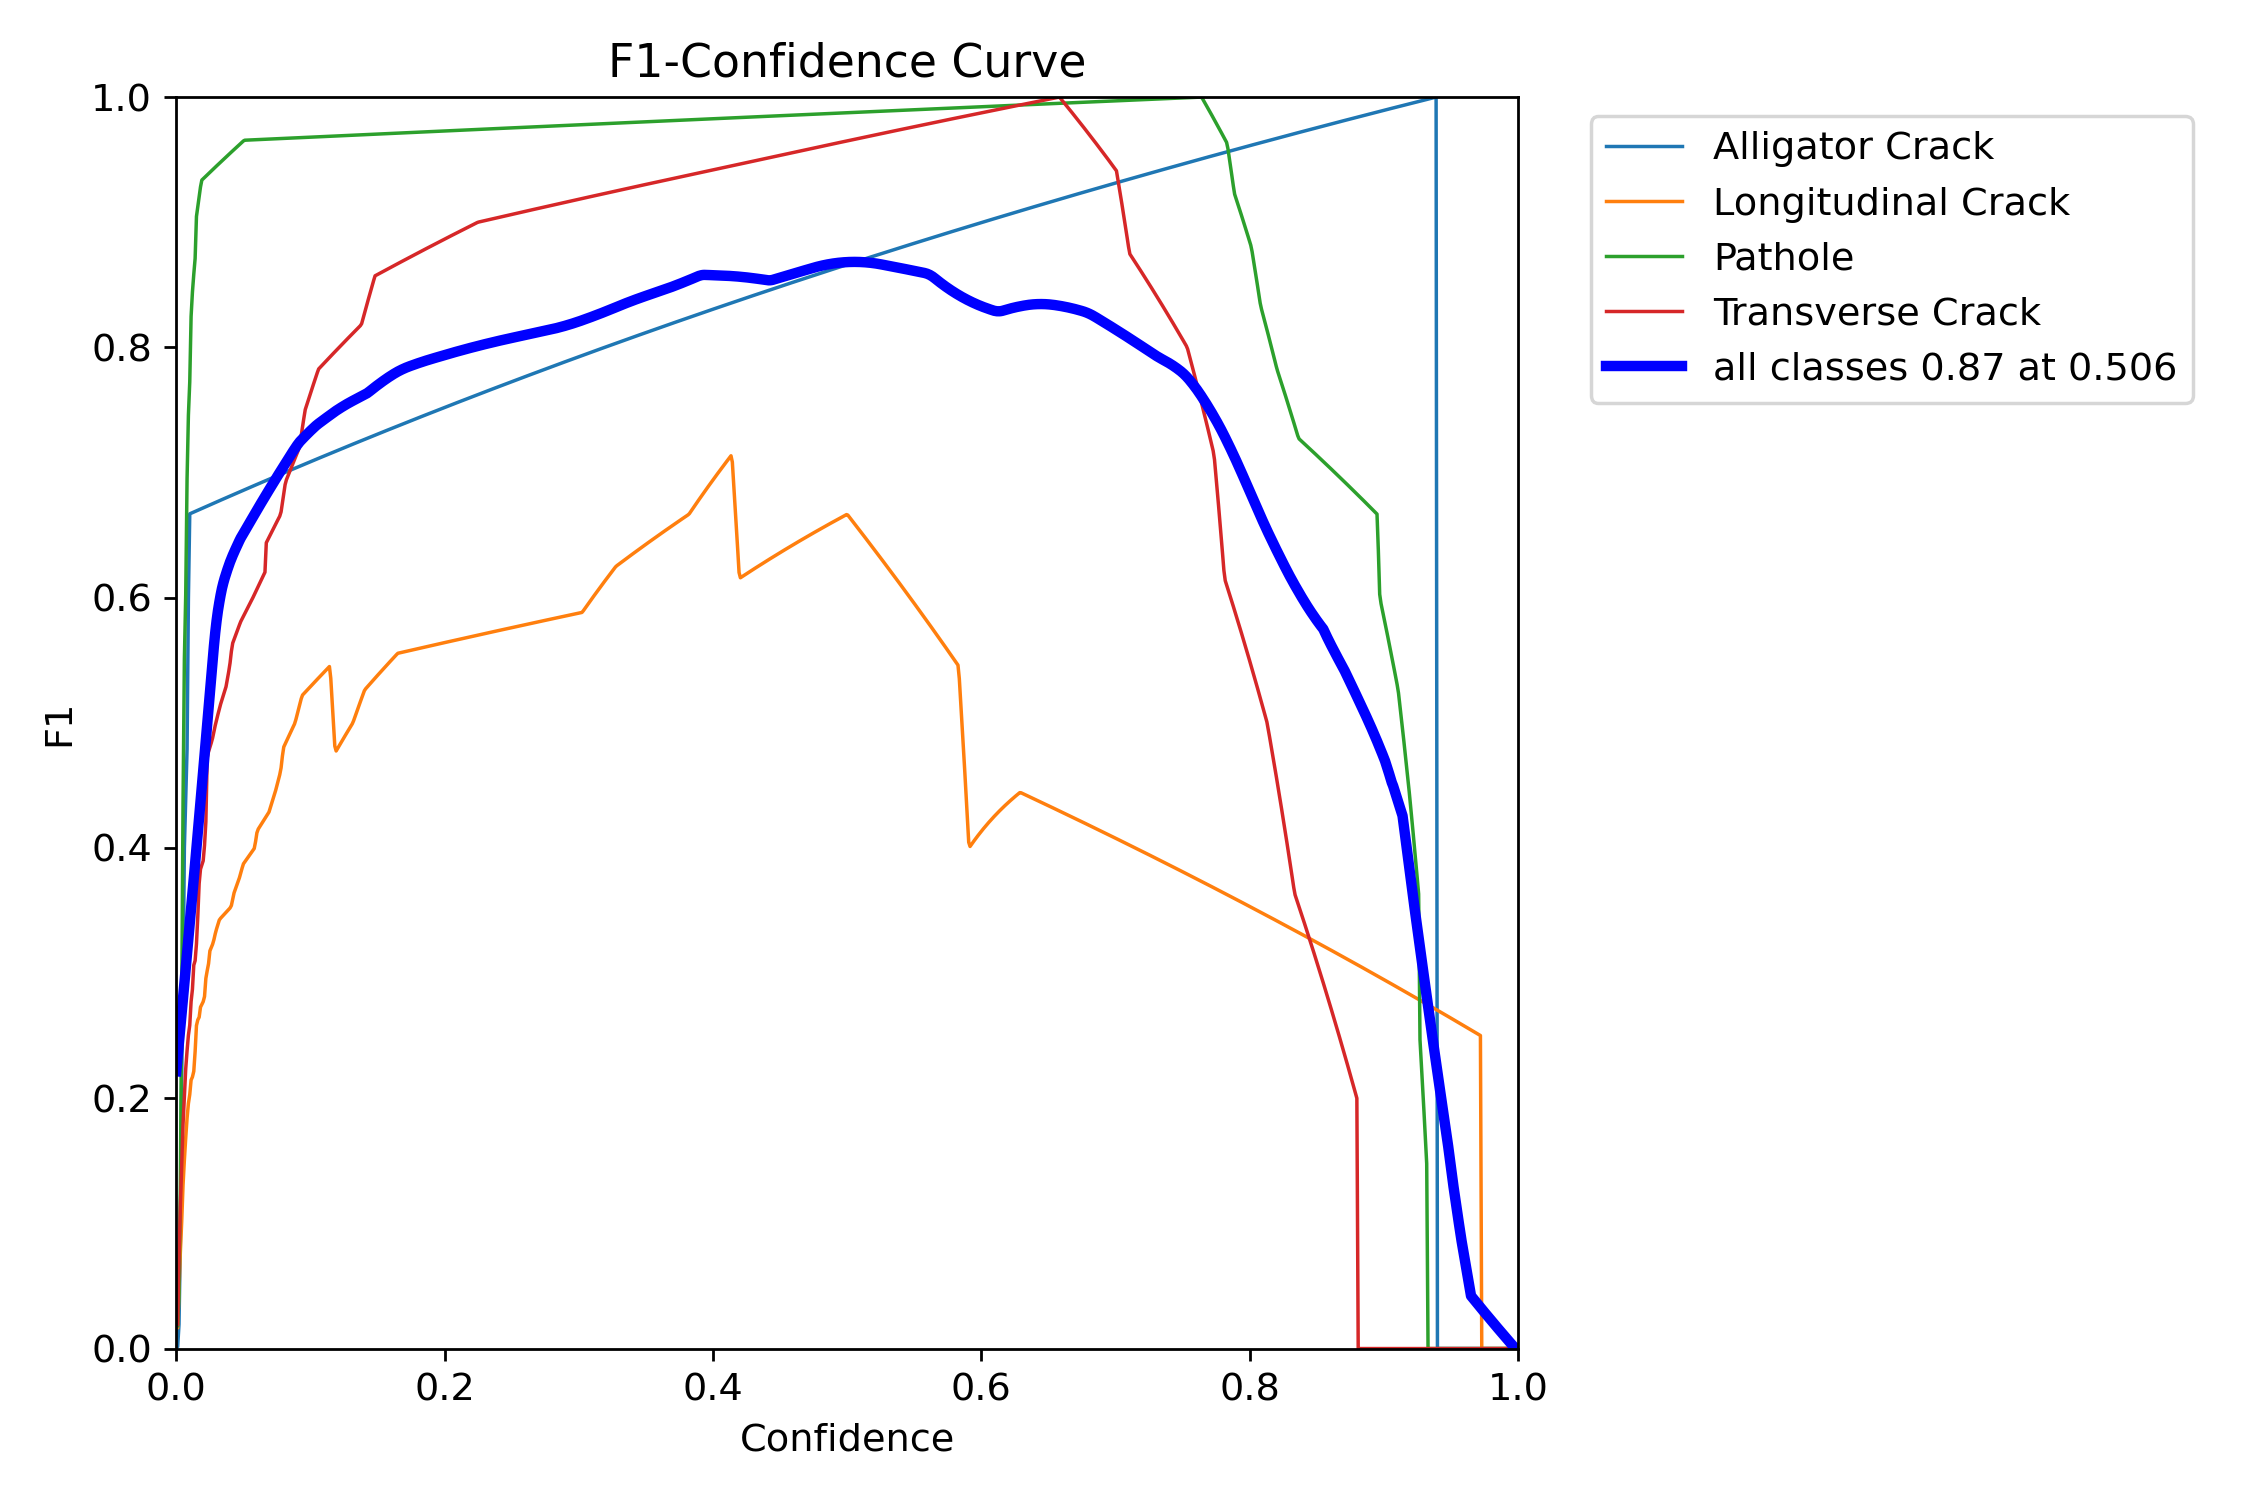 F1-Confidence Curve
1.0
0.8
0.6
0.4
0.2
0.0
F1
0.0 0.2 0.4 0.6 0.8 1.0
Confidence
Alligator Crack
Longitudinal Crack
Pathole
Transverse Crack
all classes 0.87 at 0.506